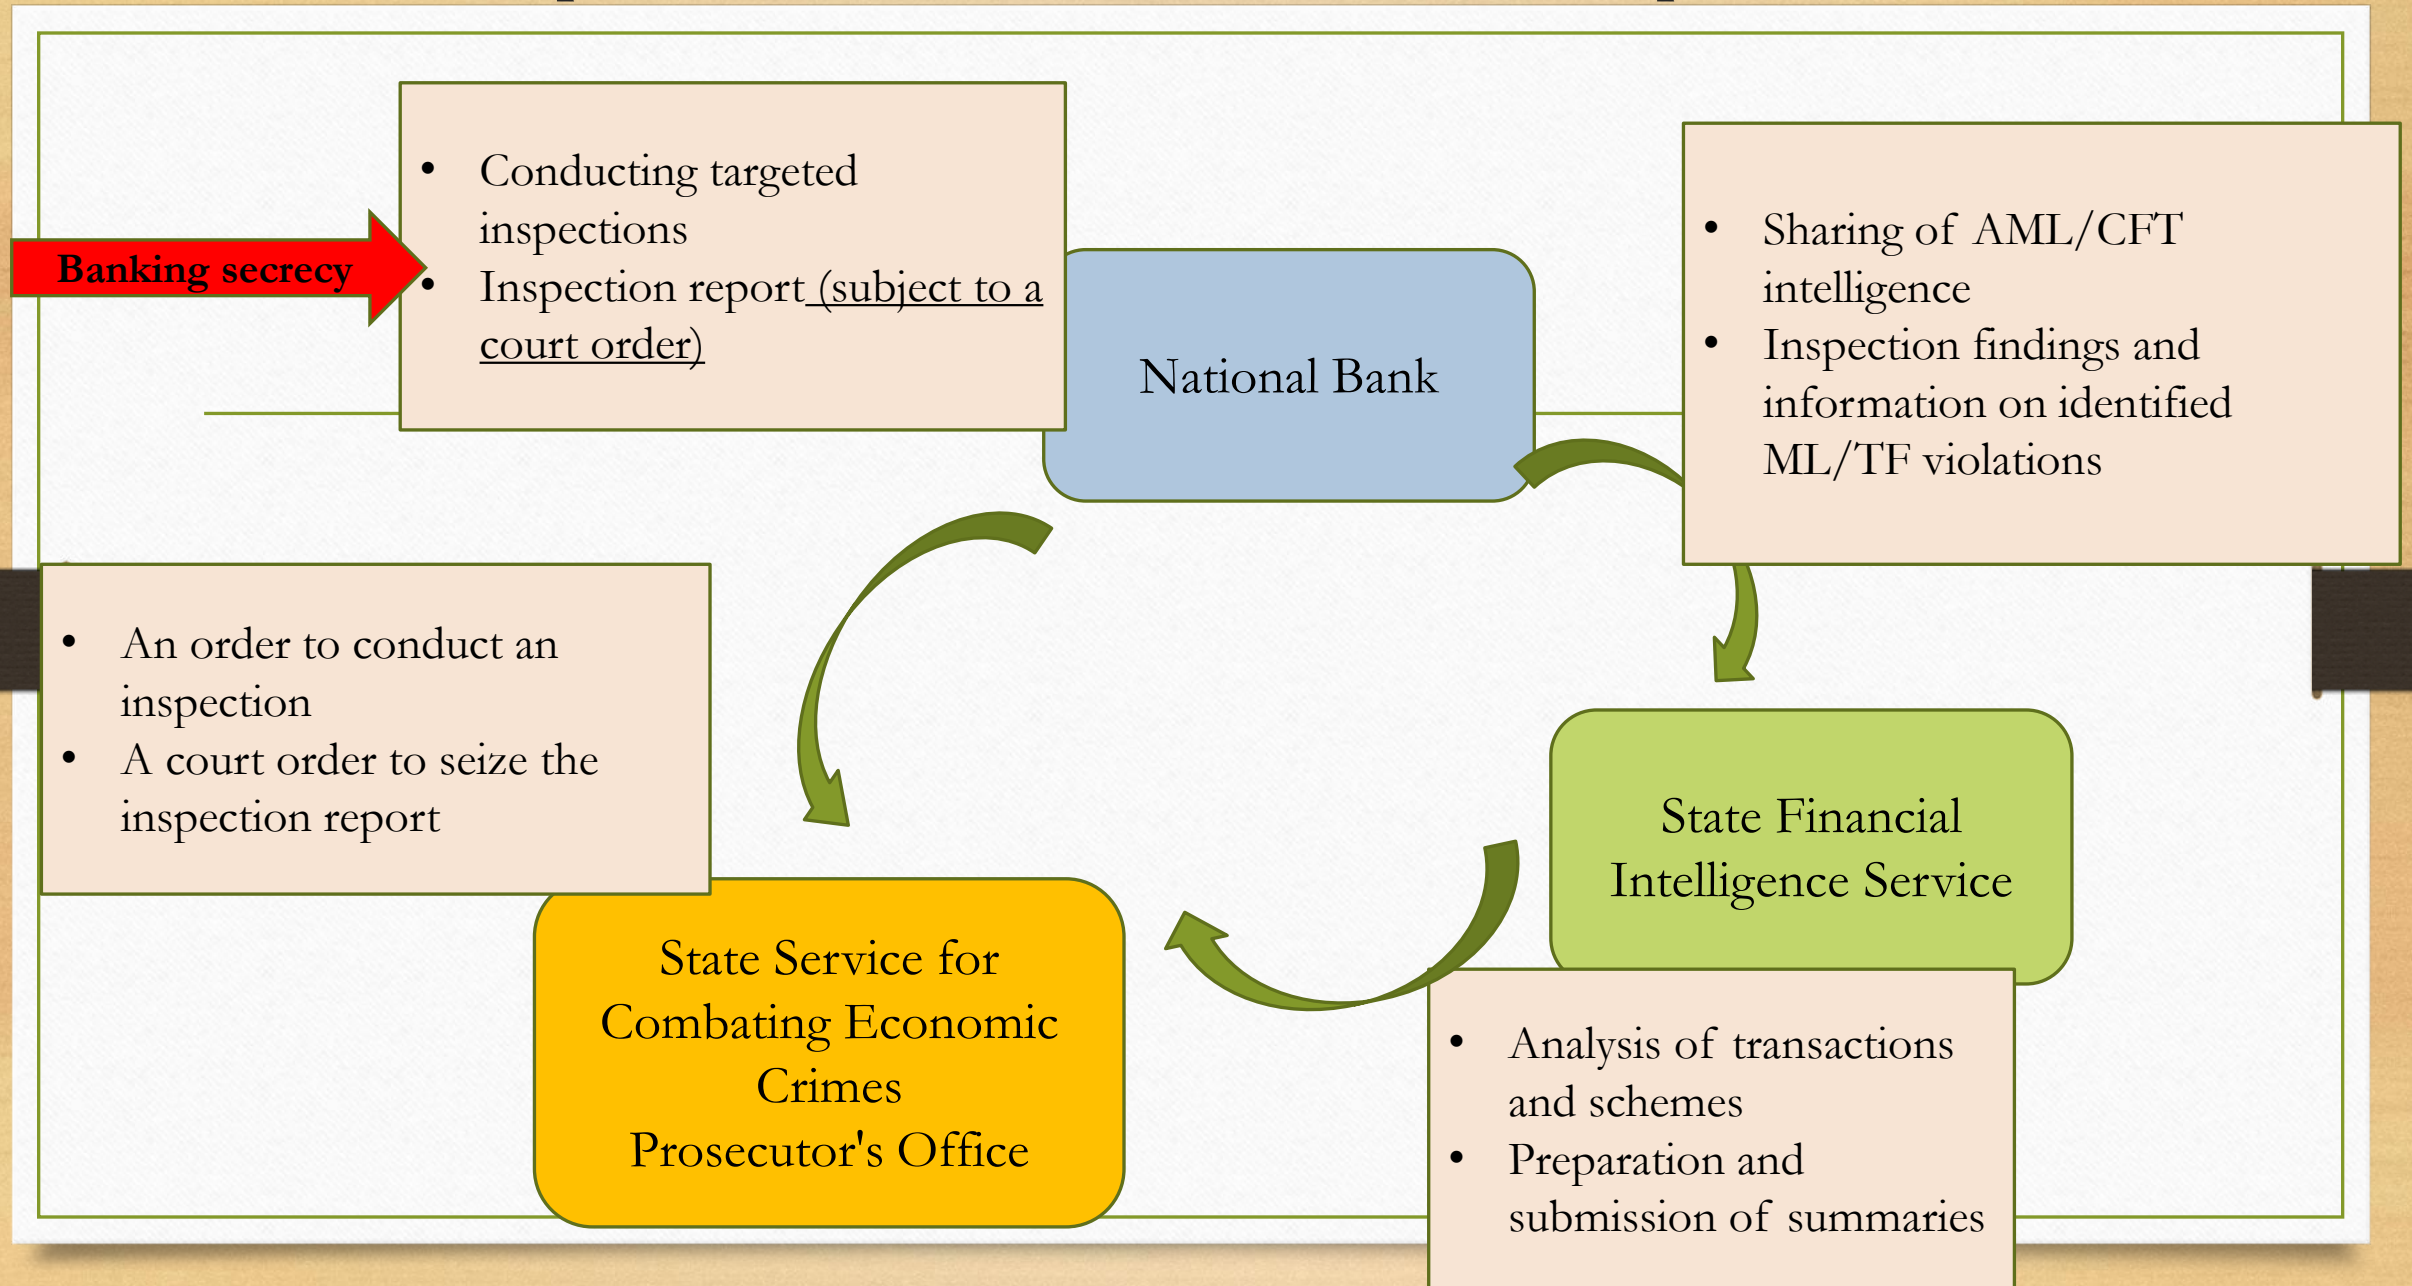 Conducting targeted
inspections
Inspection report (subject to a
court order)
Banking secrecy
National Bank
Sharing of AML/CFT
intelligence
Inspection findings and
information on identified
ML/TF violations
An order to conduct an
inspection
A court order to seize the
inspection report
State Financial
Intelligence Service
State Service for
Combating Economic
Crimes
Prosecutor's Office
Analysis of transactions
and schemes
Preparation and
submission of summaries